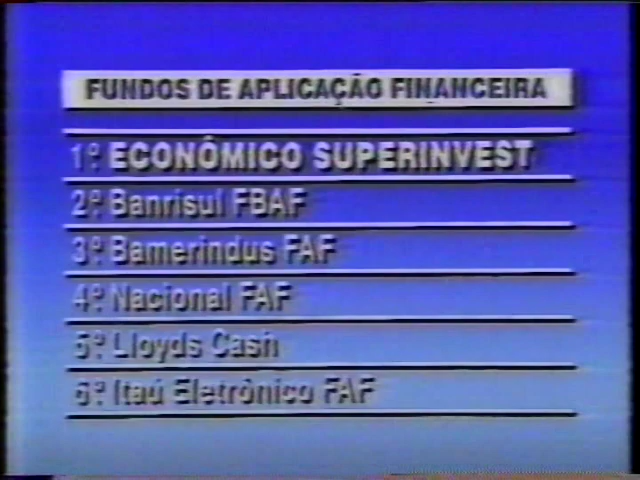 FUNDOS DE APLICAÇÃO FINANCEIRA
1º ECONÔMICO SUPERINVEST
2º Banrisul FBAF
3º Bamerindus FAF
4º Nacional FAF
5º Lloyds Cash
6º Itaú Eletrônico FAF